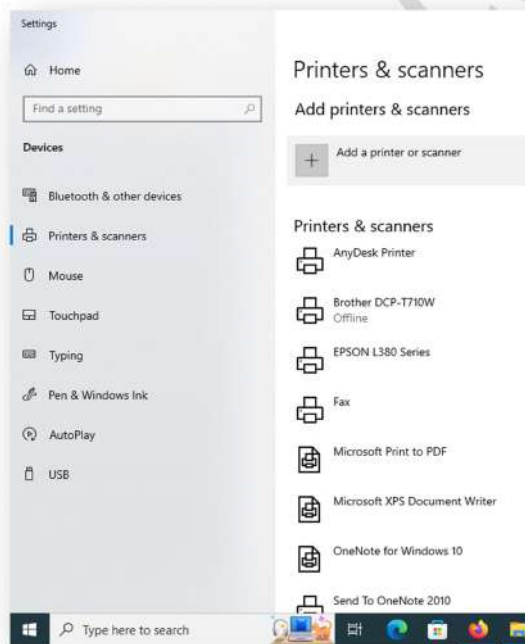 Settings
Home
Find a setting
Devices
Bluetooth & other devices
Printers & scanners
Mouse
Touchpad
Typing
Pen & Windows Ink
AutoPlay
USB
Printers & scanners
Add printers & scanners
Add a printer or scanner
Printers & scanners
AnyDesk Printer
Brother DCP-T710W
Offline
EPSON L380 Series
Fax
Microsoft Print to PDF
Microsoft XPS Document Writer
OneNote for Windows 10
Send To OneNote 2010
Type here to search